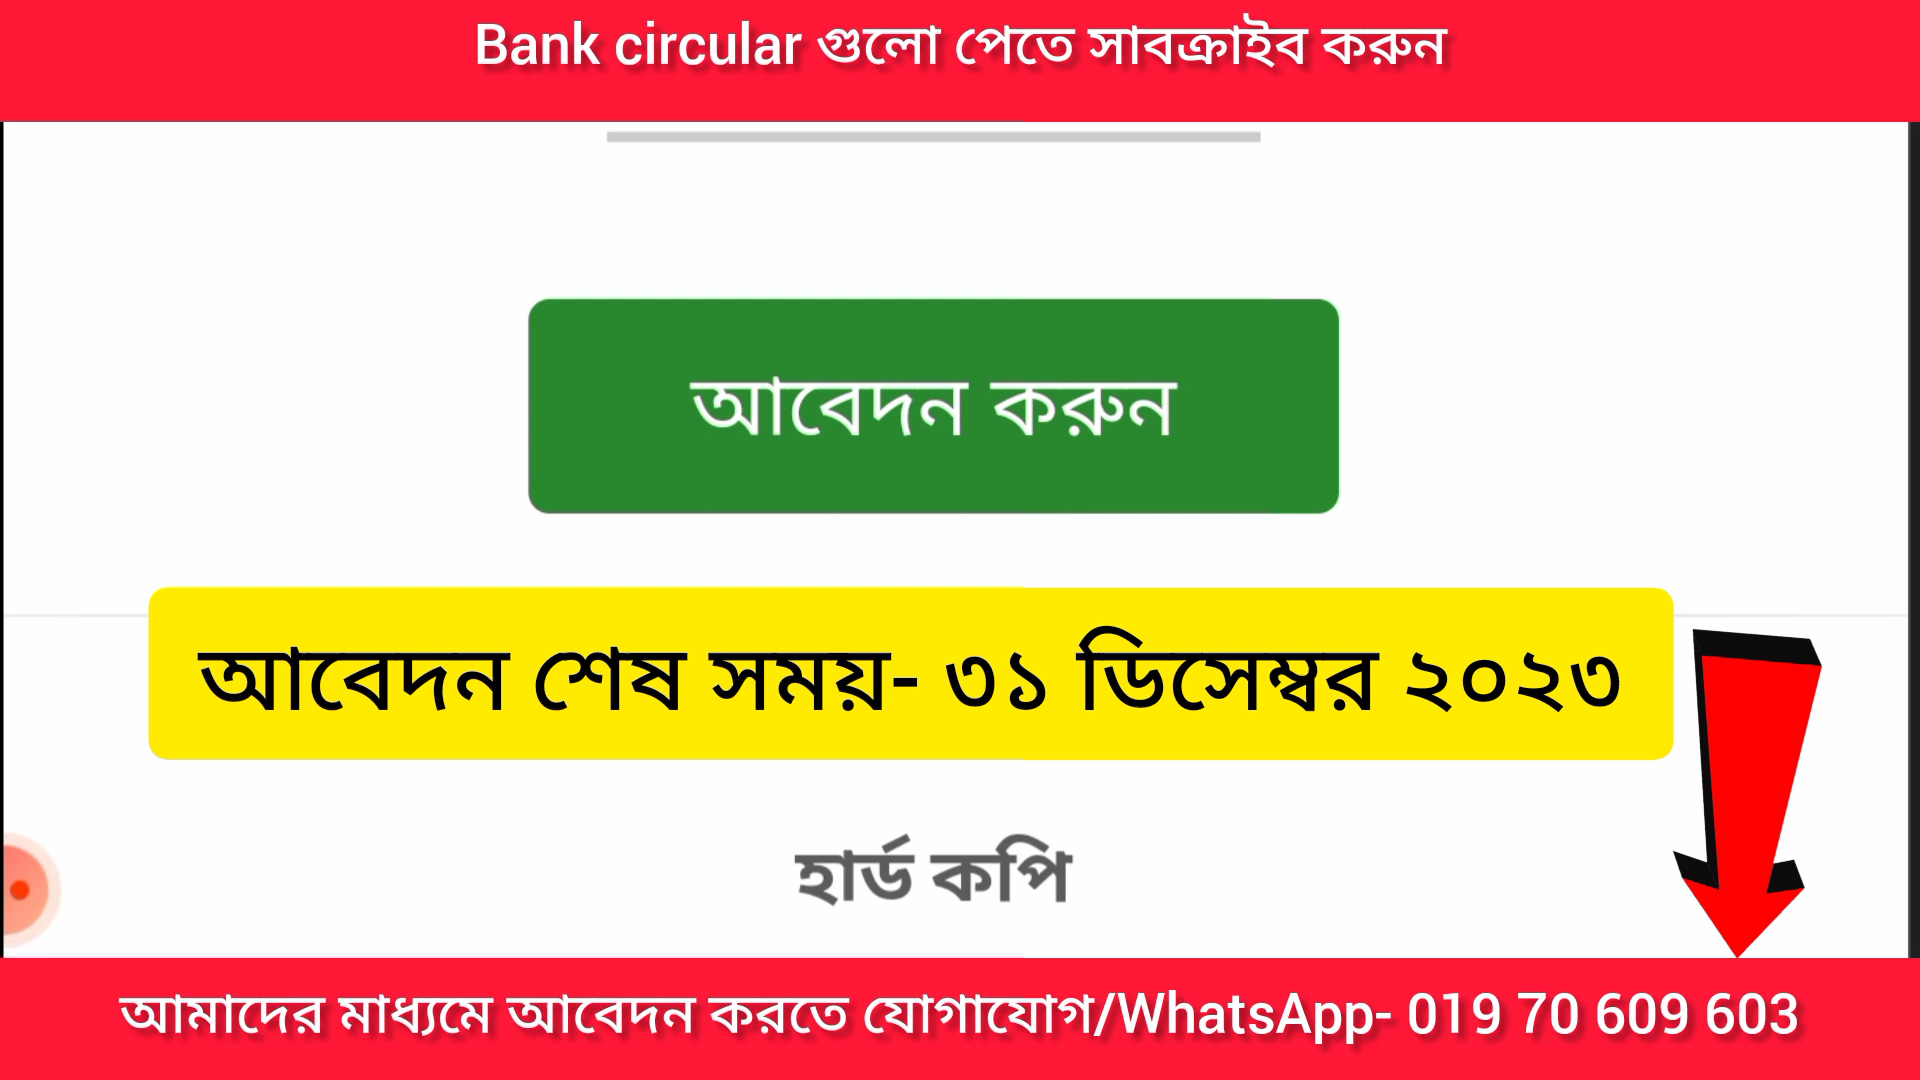 Bank circular গুলো পেতে সাবক্রাইব করুন
আবেদন করুন
আবেদন শেষ সময়- ৩১ ডিসেম্বর ২০২৩
হার্ড কপি
আমাদের মাধ্যমে আবেদন করতে যোগাযোগ/WhatsApp- 019 70 609 603